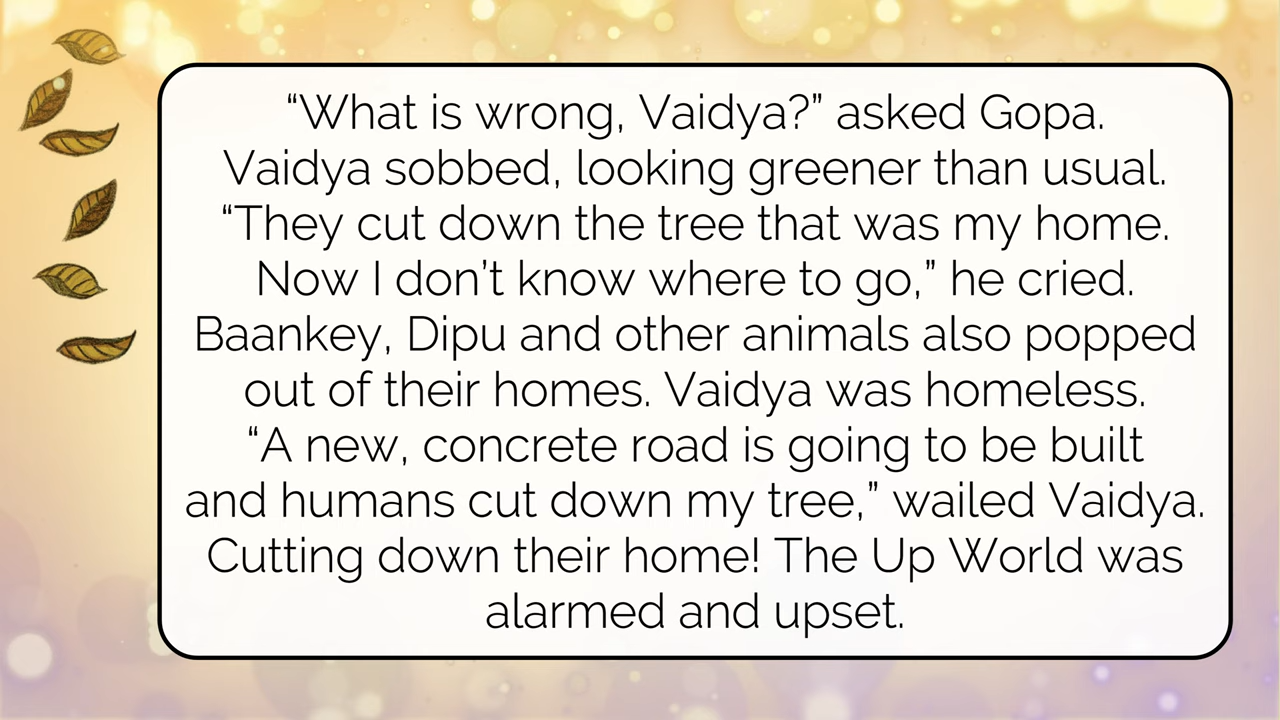 “What is wrong, Vaidya?” asked Gopa.
Vaidya sobbed, looking greener than usual.
“They cut down the tree that was my home.
Now I don’t know where to go,” he cried.
Baankey, Dipu and other animals also popped
out of their homes. Vaidya was homeless.
“A new, concrete road is going to be built
and humans cut down my tree,” wailed Vaidya.
Cutting down their home! The Up World was
alarmed and upset.